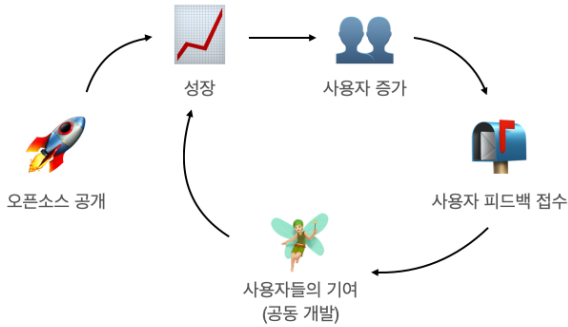 성장
사용자 증가
오픈소스 공개
사용자 피드백 접수
사용자들의 기여
(공동 개발)